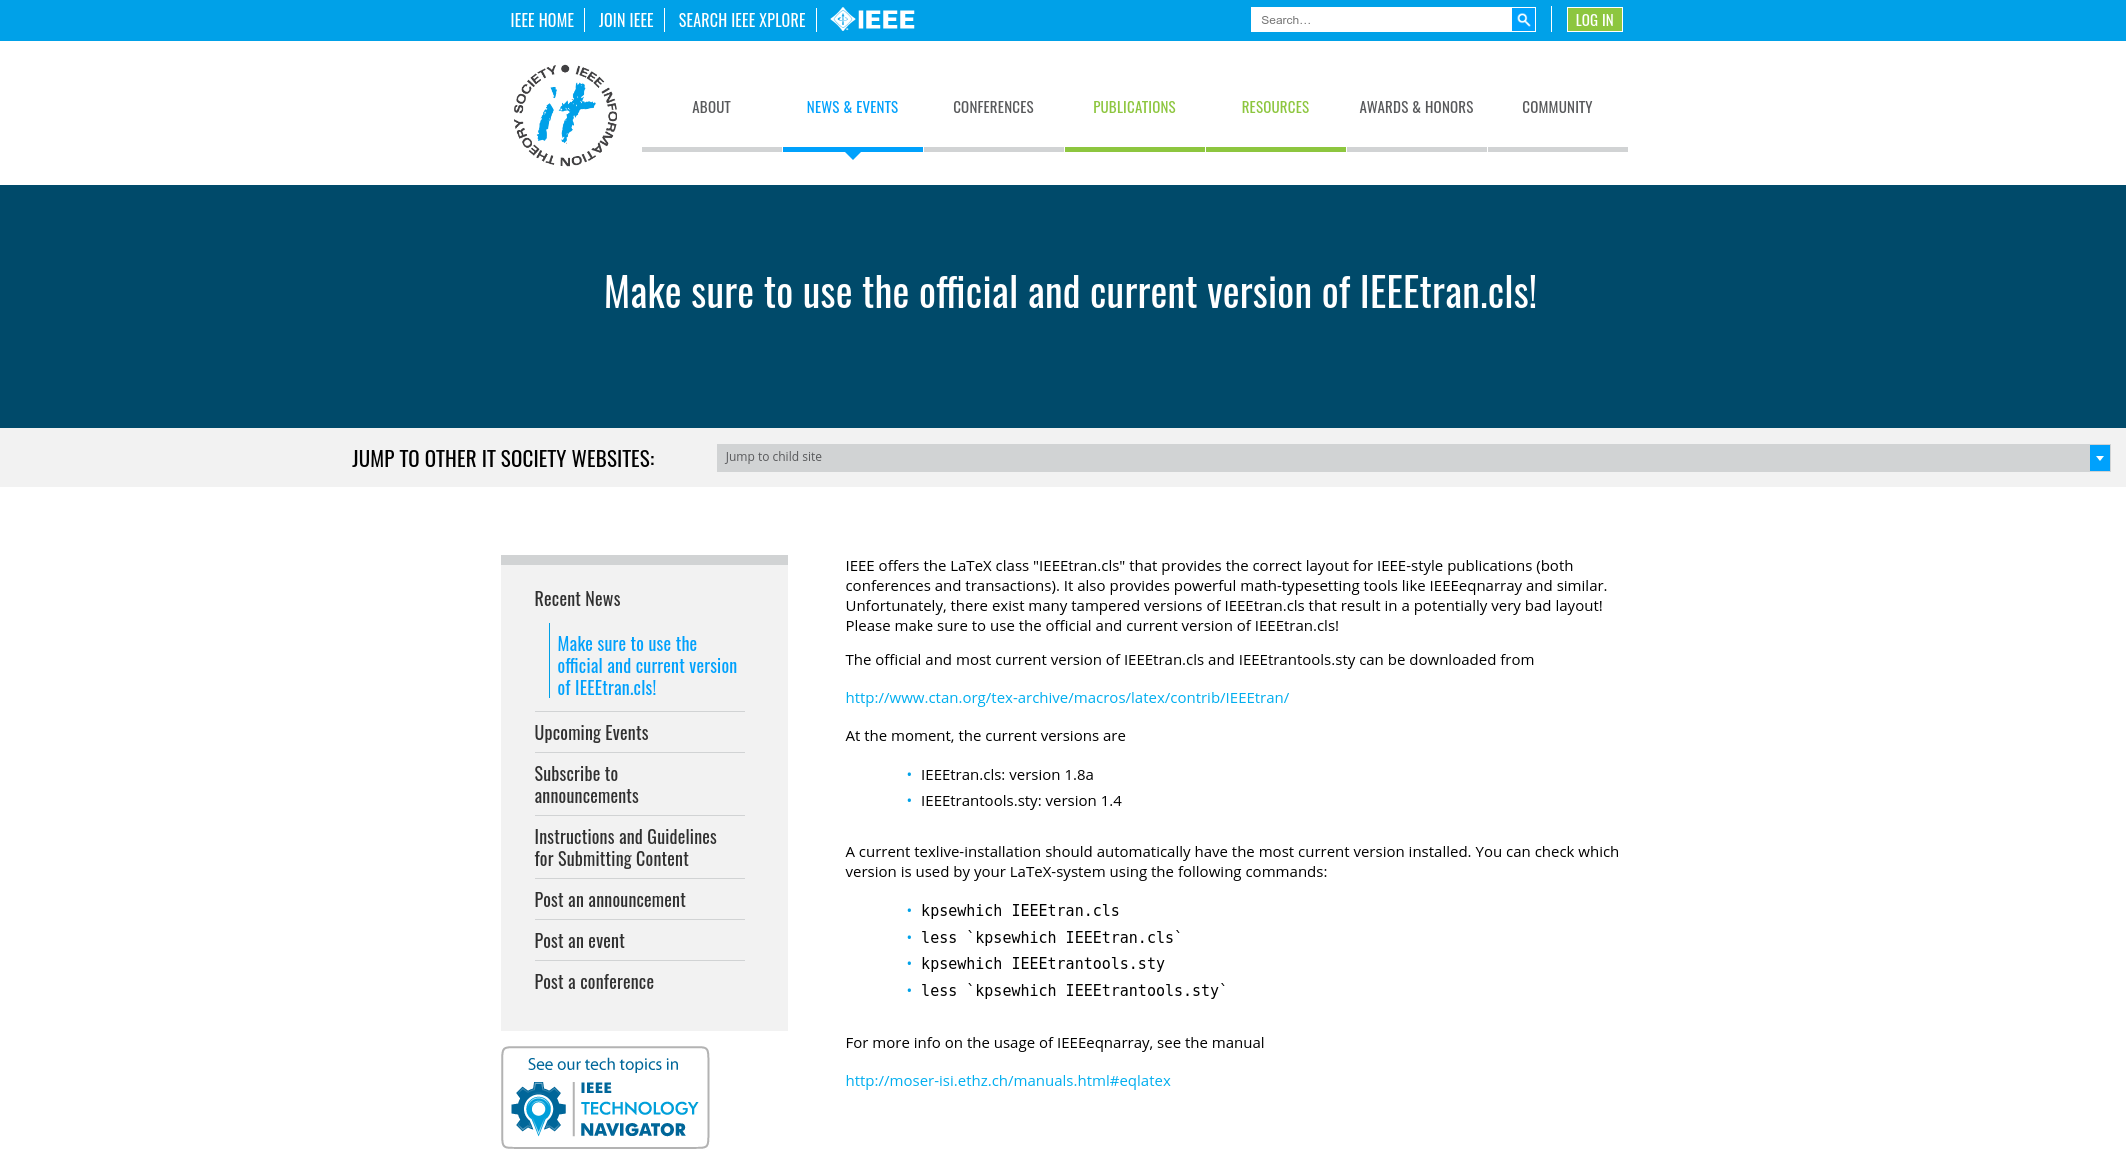 IEEE HOME
JOIN IEEE
SEARCH IEEE XPLORE
IEEE
Search...
LOG IN
IEEE INFORMATION THEORY SOCIETY
it
ABOUT
NEWS & EVENTS
CONFERENCES
PUBLICATIONS
RESOURCES
AWARDS & HONORS
COMMUNITY
Make sure to use the official and current version of IEEEtran.cls!
JUMP TO OTHER IT SOCIETY WEBSITES:
Jump to child site
Recent News
Make sure to use the
official and current version
of IEEEtran.cls!
Upcoming Events
Subscribe to
announcements
Instructions and Guidelines
for Submitting Content
Post an announcement
Post an event
Post a conference
See our tech topics in
IEEE
TECHNOLOGY
NAVIGATOR
IEEE offers the LaTeX class "IEEEtran.cls" that provides the correct layout for IEEE-style publications (both
conferences and transactions). It also provides powerful math-typesetting tools like IEEEeqnarray and similar.
Unfortunately, there exist many tampered versions of IEEEtran.cls that result in a potentially very bad layout!
Please make sure to use the official and current version of IEEEtran.cls!
The official and most current version of IEEEtran.cls and IEEEtrantools.sty can be downloaded from
http://www.ctan.org/tex-archive/macros/latex/contrib/IEEEtran/
At the moment, the current versions are
• IEEEtran.cls: version 1.8a
• IEEEtrantools.sty: version 1.4
A current texlive-installation should automatically have the most current version installed. You can check which
version is used by your LaTeX-system using the following commands:
• kpsewhich IEEEtran.cls
• less `kpsewhich IEEEtran.cls`
• kpsewhich IEEEtrantools.sty
• less `kpsewhich IEEEtrantools.sty`
For more info on the usage of IEEEeqnarray, see the manual
http://moser-isi.ethz.ch/manuals.html#eqlatex